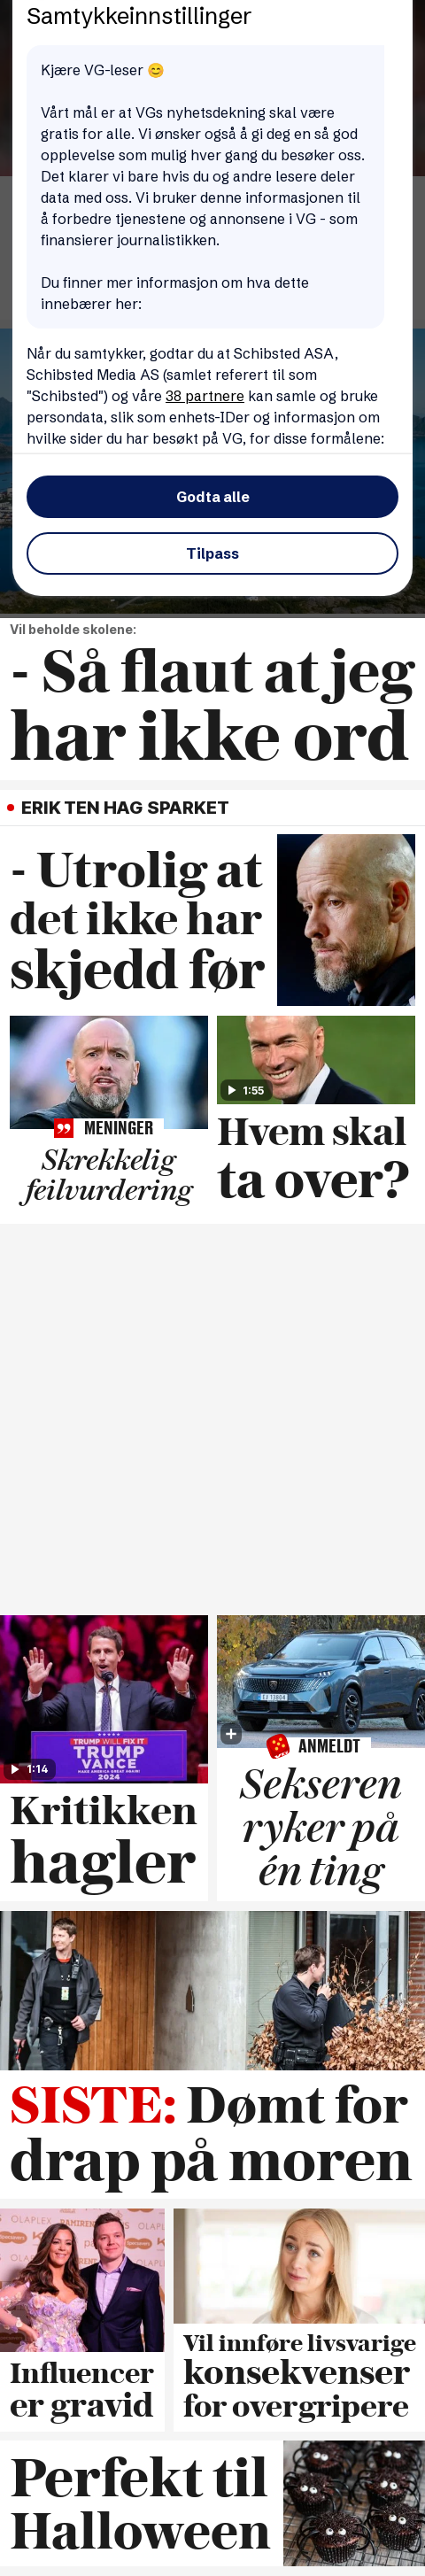 Samtykkeinnstillinger
Kjære VG-leser 😊
Vårt mål er at VGs nyhetsdekning skal være
gratis for alle. Vi ønsker også å gi deg en så god
opplevelse som mulig hver gang du besøker oss.
Det klarer vi bare hvis du og andre lesere deler
data med oss. Vi bruker denne informasjonen til
å forbedre tjenestene og annonsene i VG - som
finansierer journalistikken.
Du finner mer informasjon om hva dette
innebærer her:
Når du samtykker, godtar du at Schibsted ASA,
Schibsted Media AS (samlet referert til som
"Schibsted") og våre 38 partnere kan samle og bruke
persondata, slik som enhets-IDer og informasjon om
hvilke sider du har besøkt på VG, for disse formålene:
Godta alle
Tilpass
Vil beholde skolene:
- Så flaut at jeg
har ikke ord
ERIK TEN HAG SPARKET
- Utrolig at
det ikke har
skjedd før
MENINGER
Skrekkelig
feilvurdering
1:55
Hvem skal
ta over?
TRUMP WILL FIX IT
TRUMP
VANCE
MAKE AMERICA GREAT AGAIN!
2024
1:14
Kritikken
hagler
ANMELDT
Sekseren
ryker på
én ting
SISTE: Dømt for
drap på moren
OLAPLEX
Influencer
er gravid
Vil innføre livsvarige
konsekvenser
for overgripere
Perfekt til
Halloween